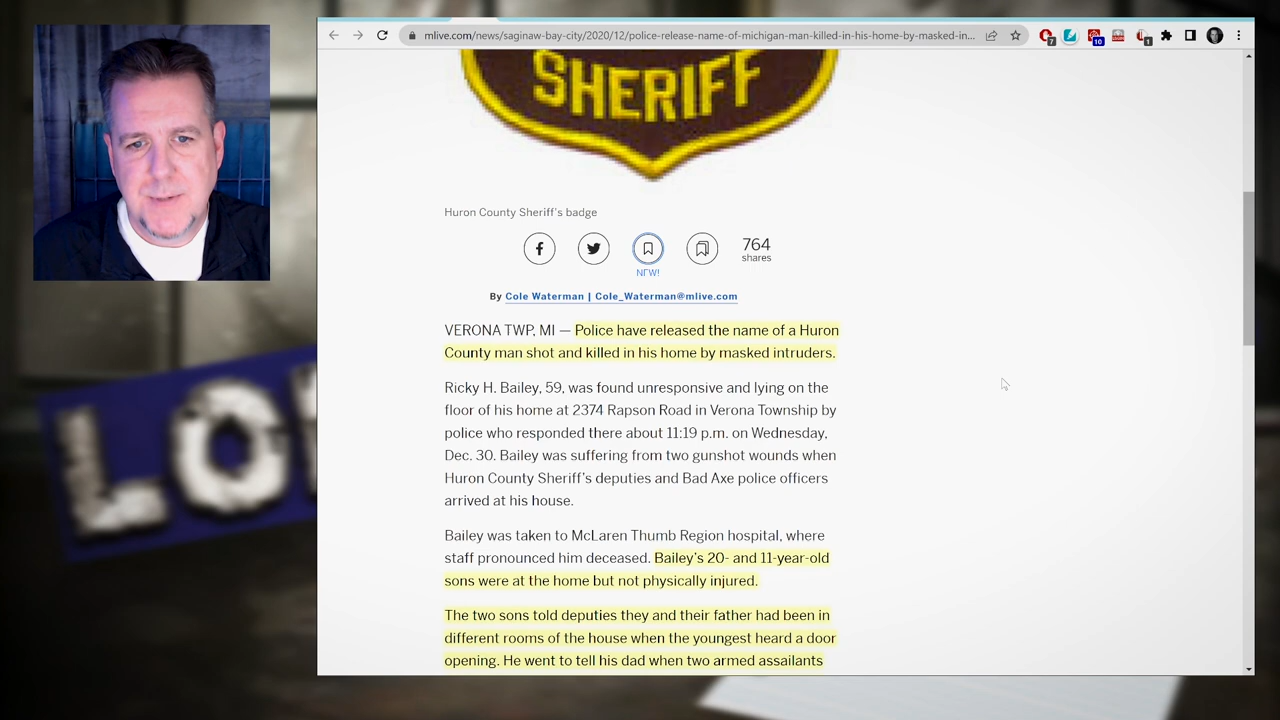 mlive.com/news/saginaw-bay-city/2020/12/police-release-name-of-michigan-man-killed-in-his-home-by-masked-in...
7
10
1
SHERIFF
Huron County Sheriff's badge
764
shares
NEW!
By Cole Waterman | Cole_Waterman@mlive.com
VERONA TWP, MI — Police have released the name of a Huron
County man shot and killed in his home by masked intruders.
Ricky H. Bailey, 59, was found unresponsive and lying on the
floor of his home at 2374 Rapson Road in Verona Township by
police who responded there about 11:19 p.m. on Wednesday,
Dec. 30. Bailey was suffering from two gunshot wounds when
Huron County Sheriff’s deputies and Bad Axe police officers
arrived at his house.
Bailey was taken to McLaren Thumb Region hospital, where
staff pronounced him deceased. Bailey’s 20- and 11-year-old
sons were at the home but not physically injured.
The two sons told deputies they and their father had been in
different rooms of the house when the youngest heard a door
opening. He went to tell his dad when two armed assailants
LO